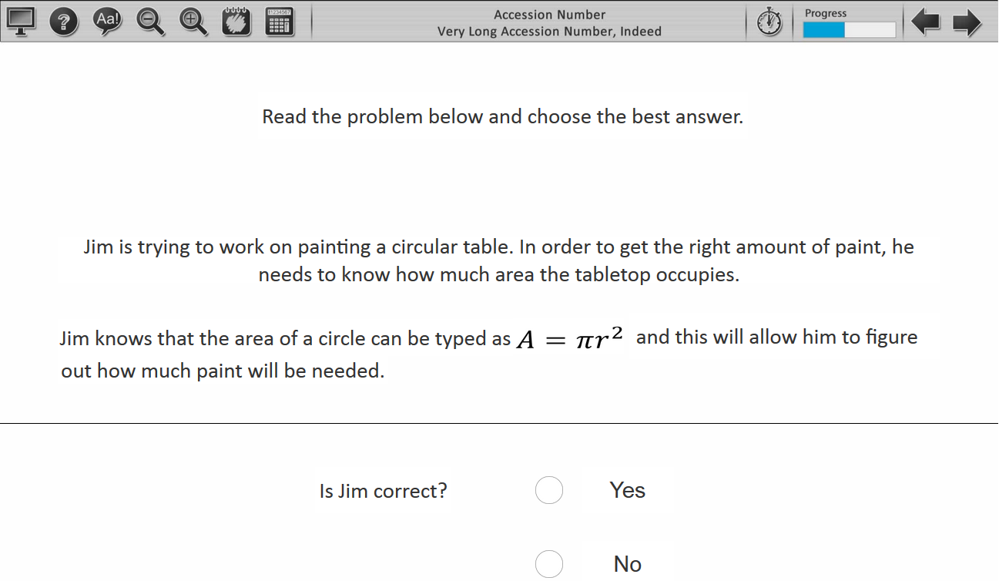 Aa!
?
1234567
Accession Number
Very Long Accession Number, Indeed
Progress
Read the problem below and choose the best answer.
Jim is trying to work on painting a circular table. In order to get the right amount of paint, he
needs to know how much area the tabletop occupies.
Jim knows that the area of a circle can be typed as A = πr² and this will allow him to figure
out how much paint will be needed.
Is Jim correct?
Yes
No